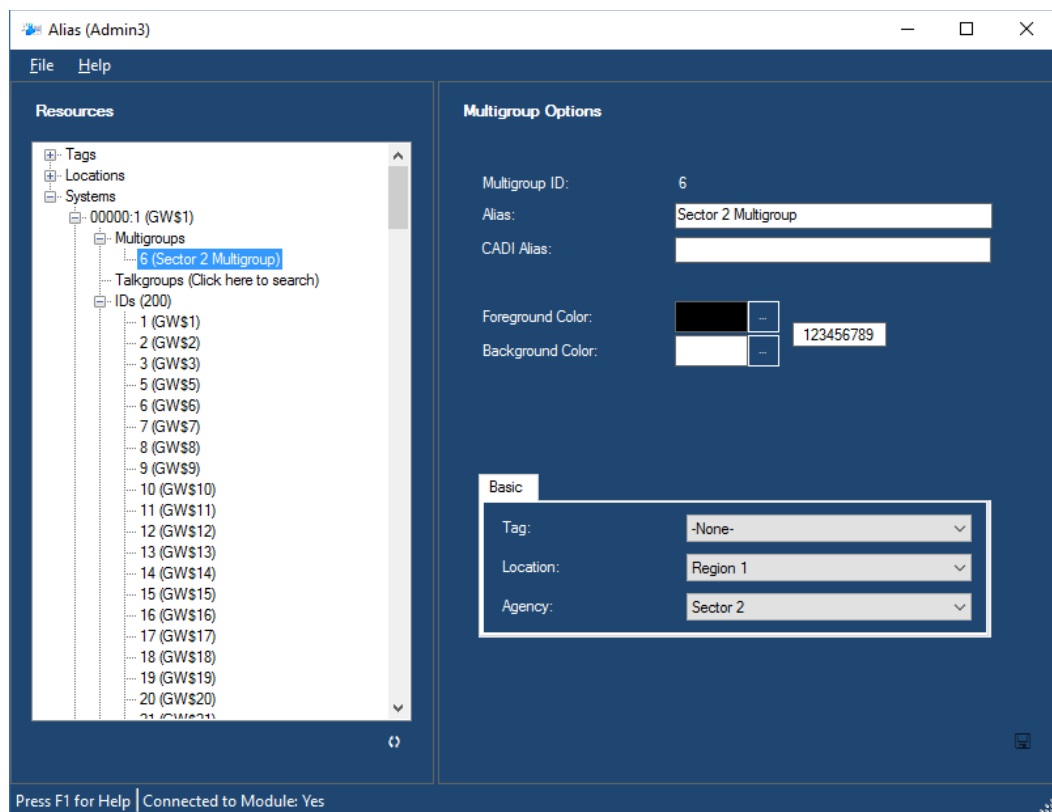 Alias (Admin3)
File Help
Resources
Tags
Locations
Systems
00000:1 (GW$1)
Multigroups
6 (Sector 2 Multigroup)
Talkgroups (Click here to search)
IDs (200)
1 (GW$1)
2 (GW$2)
3 (GW$3)
5 (GW$5)
6 (GW$6)
7 (GW$7)
8 (GW$8)
9 (GW$9)
10 (GW$10)
11 (GW$11)
12 (GW$12)
13 (GW$13)
14 (GW$14)
15 (GW$15)
16 (GW$16)
17 (GW$17)
18 (GW$18)
19 (GW$19)
20 (GW$20)
21 (GW$21)
Multigroup Options
Multigroup ID: 6
Alias: Sector 2 Multigroup
CADI Alias:
Foreground Color: ...
123456789
Background Color: ...
Basic
Tag: -None-
Location: Region 1
Agency: Sector 2
Press F1 for Help Connected to Module: Yes